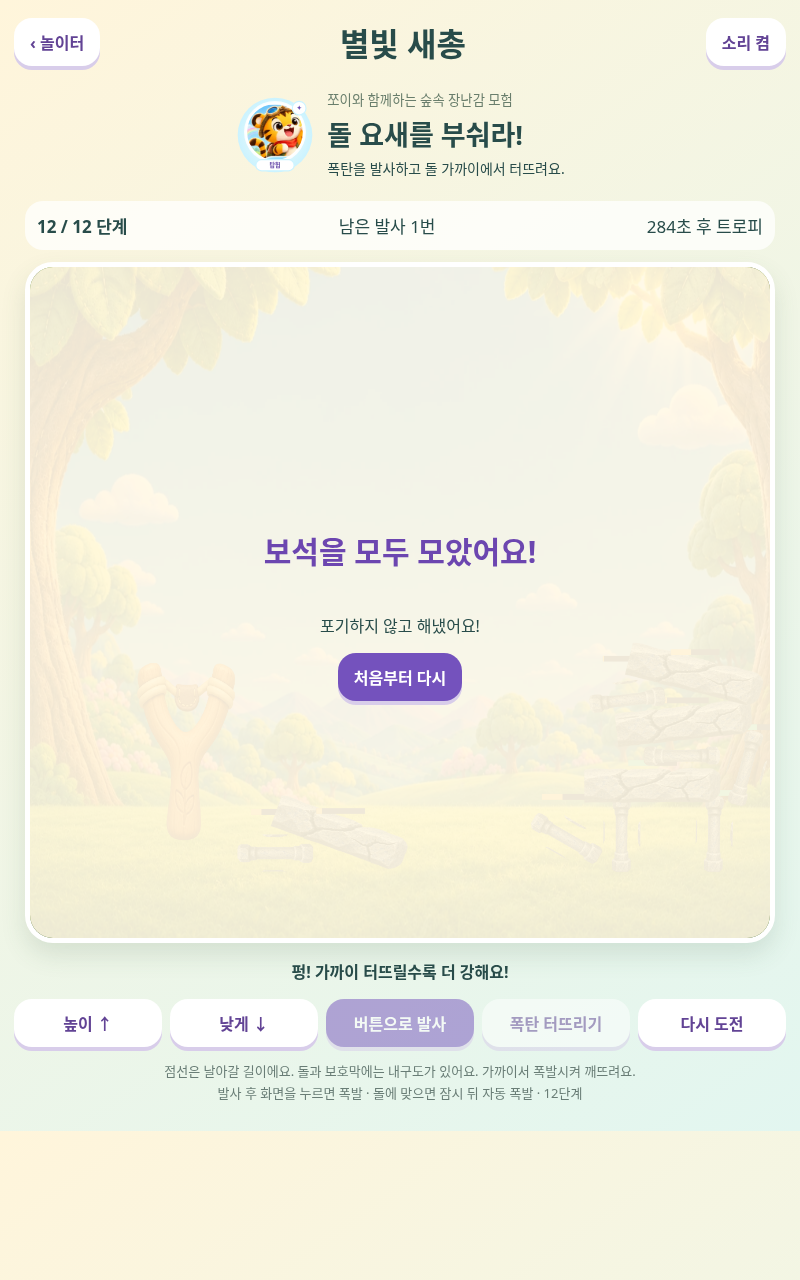 ‹ 놀이터
별빛 새총
소리 켬
쪼이와 함께하는 숲속 장난감 모험
돌 요새를 부숴라!
폭탄을 발사하고 돌 가까이에서 터뜨려요.
탐험
12 / 12 단계
남은 발사 1번
284초 후 트로피
보석을 모두 모았어요!
포기하지 않고 해냈어요!
처음부터 다시
펑! 가까이 터뜨릴수록 더 강해요!
높이 ↑
낮게 ↓
버튼으로 발사
폭탄 터뜨리기
다시 도전
점선은 날아갈 길이에요. 돌과 보호막에는 내구도가 있어요. 가까이서 폭발시켜 깨뜨려요.
발사 후 화면을 누르면 폭발 · 돌에 맞으면 잠시 뒤 자동 폭발 · 12단계